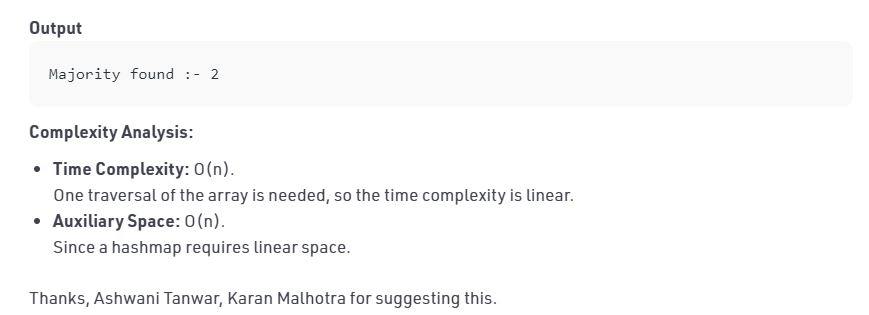 Output
Majority found :- 2
Complexity Analysis:
• Time Complexity: O(n).
One traversal of the array is needed, so the time complexity is linear.
• Auxiliary Space: O(n).
Since a hashmap requires linear space.
Thanks, Ashwani Tanwar, Karan Malhotra for suggesting this.